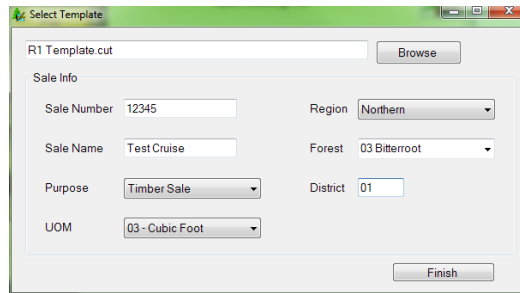 Select Template
R1 Template.cut Browse
Sale Info
Sale Number 12345 Region Northern
Sale Name Test Cruise Forest 03 Bitterroot
Purpose Timber Sale District 01
UOM 03 - Cubic Foot
Finish